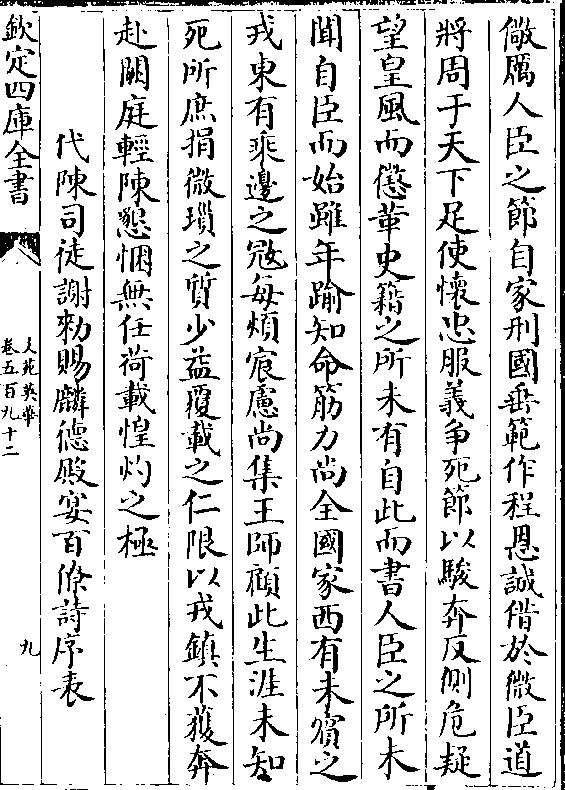 儆厲人臣之節自家刑國垂範作程恩誠偕於微臣道
將周于天下足使懷忠服義爭死節以駿奔反側危疑
望皇風而懲革史籍之所未有自此而書人臣之所未
聞自臣而始雖年踰知命筋力尚全國家西有未賔之
戎東有乘邊之冦每煩宸慮尚集王師顧此生涯未知
死所庶捐微瑣之質少益覆載之仁限以戎鎮不獲奔
赴闕庭輕陳懇悃無任荷載惶灼之極
代陳司徒謝勑賜麟德殿宴百僚詩序表
欽定四庫全書
文苑英華
卷五百九十二
九